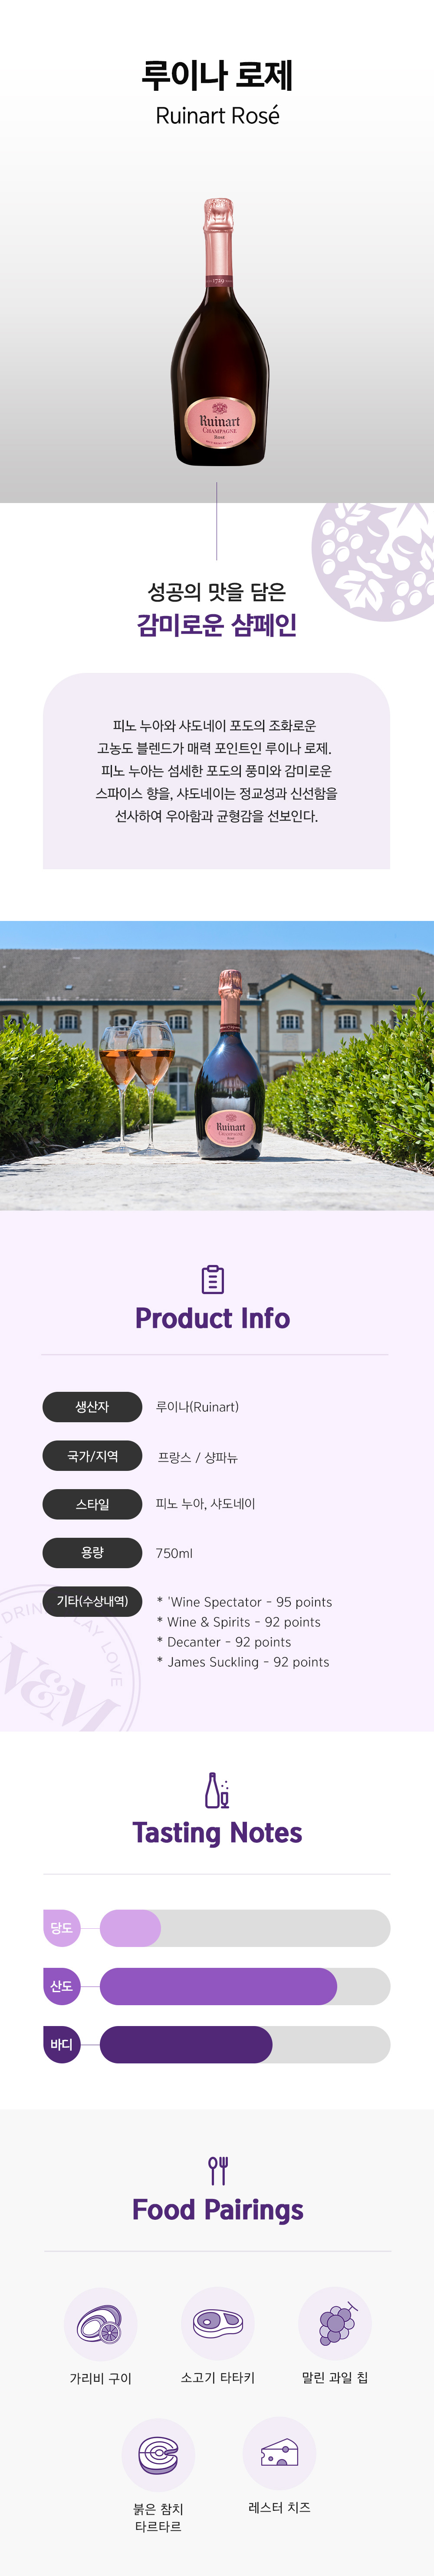 루이나 로제
Ruinart Rosé
1729
Ruinart
CHAMPAGNE
Rosé
성공의 맛을 담은
감미로운 샴페인
피노 누아와 샤도네이 포도의 조화로운
고농도 블렌드가 매력 포인트인 루이나 로제.
피노 누아는 섬세한 포도의 풍미와 감미로운
스파이스 향을, 샤도네이는 정교성과 신선함을
선사하여 우아함과 균형감을 선보인다.
Ruinart
CHAMPAGNE
Rosé
Product Info
생산자 루이나(Ruinart)
국가/지역 프랑스 / 샹파뉴
스타일 피노 누아, 샤도네이
용량 750ml
기타(수상내역) * 'Wine Spectator - 95 points
* Wine & Spirits - 92 points
* Decanter - 92 points
* James Suckling - 92 points
DRIN LAY LOVE
W&M
Tasting Notes
당도
산도
바디
Food Pairings
가리비 구이 소고기 타타키 말린 과일 칩
붉은 참치 레스터 치즈
타르타르